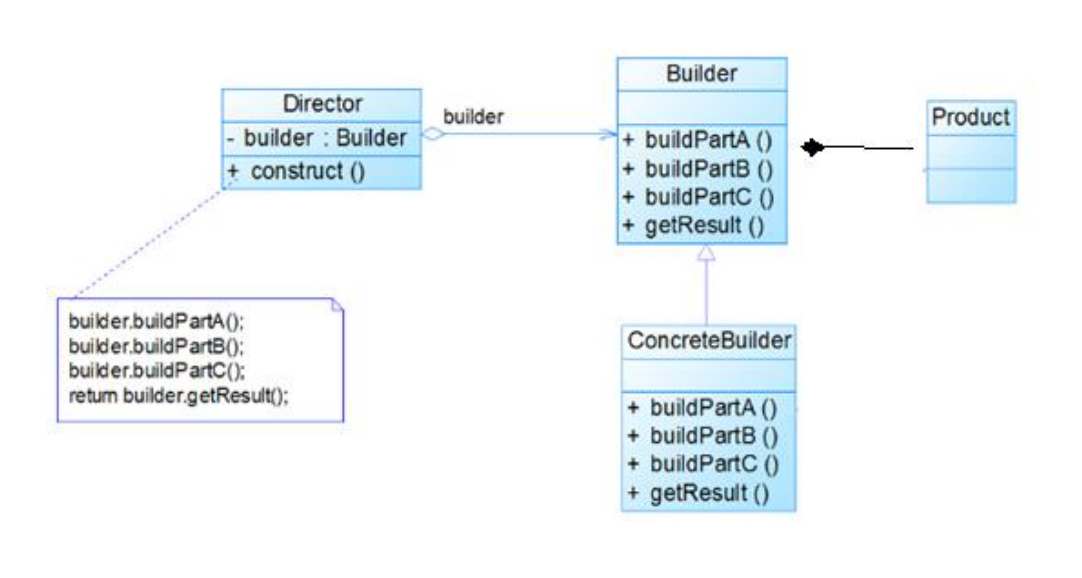 Director
- builder : Builder
+ construct ()
builder
Builder
+ buildPartA ()
+ buildPartB ()
+ buildPartC ()
+ getResult ()
Product
builder.buildPartA();
builder.buildPartB();
builder.buildPartC();
return builder.getResult();
ConcreteBuilder
+ buildPartA ()
+ buildPartB ()
+ buildPartC ()
+ getResult ()